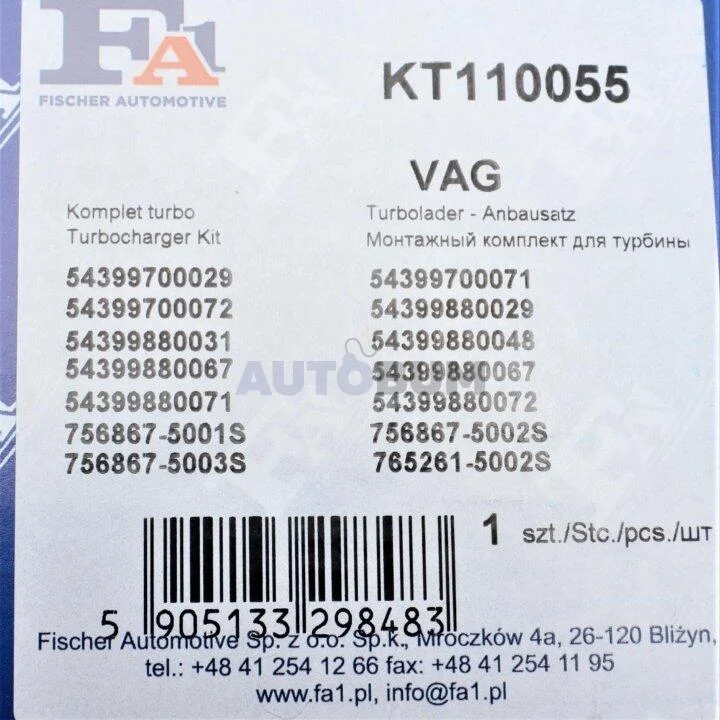 FA1
FISCHER AUTOMOTIVE
KT110055
VAG
Komplet turbo
Turbocharger Kit
Turbolader - Anbausatz
Монтажный комплект для турбины
54399700029 54399700071
54399700072 54399880029
54399880031 54399880048
54399880067 54399880067
54399880071 54399880072
756867-5001S 756867-5002S
756867-5003S 765261-5002S
AUTOBUM
1 szt./Stc./pcs./шт
5 905133 298483
Fischer Automotive Sp. z o.o. Sp.k., Mroczków 4a, 26-120 Bliżyn,
tel.: +48 41 254 12 66 fax: +48 41 254 11 95
www.fa1.pl, info@fa1.pl